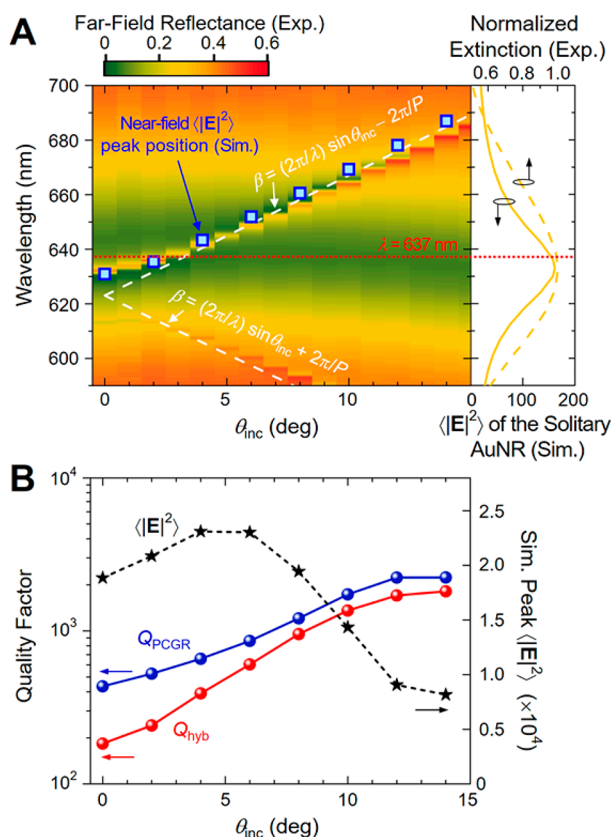 A
Far-Field Reflectance (Exp.)
0 0.2 0.4 0.6
Normalized
Extinction (Exp.)
0.6 0.8 1.0
Wavelength (nm)
700
680
660
640
620
600
Near-field ⟨|E|²⟩
peak position (Sim.)
β = (2π/λ) sinθinc − 2π/P
λ = 637 nm
β = (2π/λ) sinθinc + 2π/P
0 5 10
θinc (deg)
0 100 200
⟨|E|²⟩ of the Solitary
AuNR (Sim.)
B
Quality Factor
10⁴
10³
10²
⟨|E|²⟩
QPCGR
Qhyb
2.5
2.0
1.5
1.0
0.5
0
Sim. Peak ⟨|E|²⟩ (×10⁴)
0 5 10 15
θinc (deg)